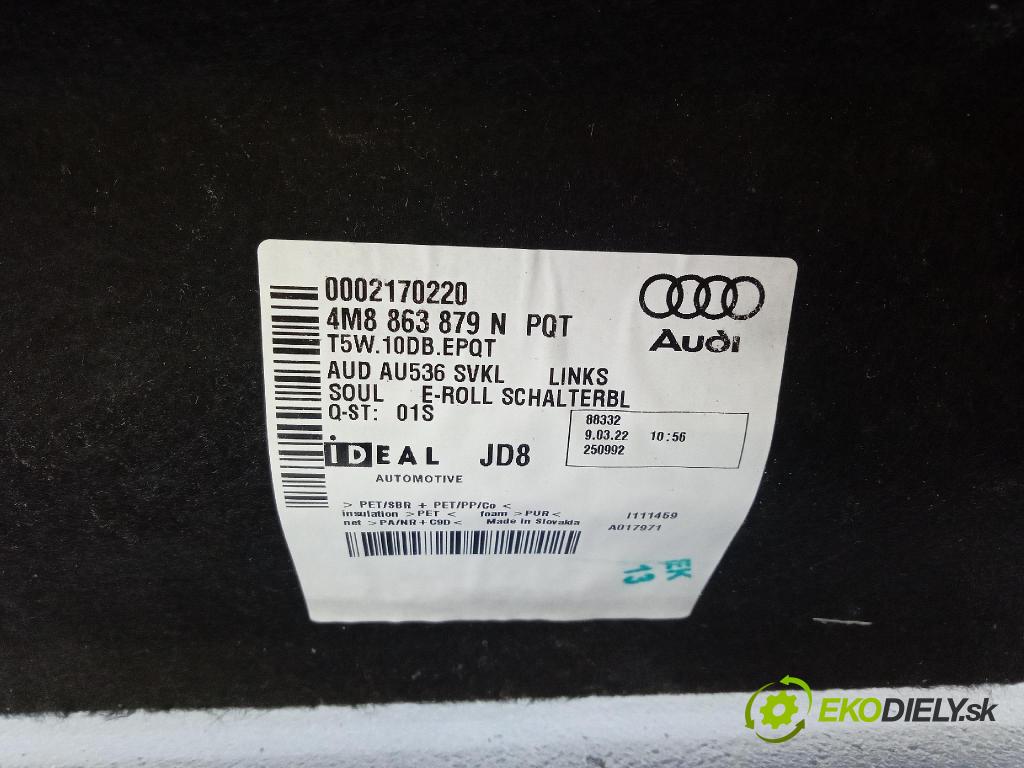 0002170220
4M8 863 879 N PQT
T5W.10DB.EPQT
AUD AU536 SVKL LINKS
SOUL E-ROLL SCHALTERBL
Q-ST: 01S
Audi
88332
9.03.22 10:56
250992
iDEAL JD8
AUTOMOTIVE
> PET/SBR + PET/PP/Co <
insulation > PET < foam > PUR <
net > PA/NR + C9D < Made in Slovakia
I111459
A017971
EK
13
EKODIELY.sk